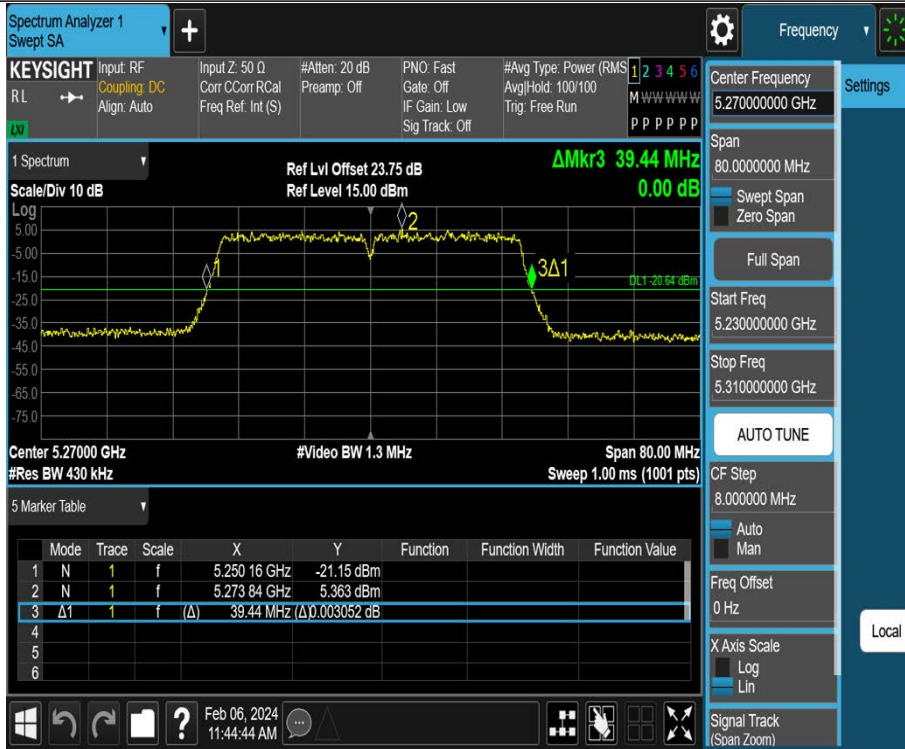 Spectrum Analyzer 1
Swept SA
+
Frequency
KEYSIGHT
RL
LXI
Input: RF
Coupling: DC
Align: Auto
Input Z: 50 Ω
Corr CCorr RCal
Freq Ref: Int (S)
#Atten: 20 dB
Preamp: Off
PNO: Fast
Gate: Off
IF Gain: Low
Sig Track: Off
#Avg Type: Power (RMS
Avg|Hold: 100/100
Trig: Free Run
1 2 3 4 5 6
M W W W W W
P P P P P P
1 Spectrum
Scale/Div 10 dB
Ref Lvl Offset 23.75 dB
Ref Level 15.00 dBm
ΔMkr3 39.44 MHz
0.00 dB
Log
5.00
-5.00
-15.0
-25.0
-35.0
-45.0
-55.0
-65.0
-75.0
1
2
3Δ1
DL1 -20.64 dBm
Center 5.27000 GHz
#Res BW 430 kHz
#Video BW 1.3 MHz
Span 80.00 MHz
Sweep 1.00 ms (1001 pts)
5 Marker Table
Mode Trace Scale X Y Function Function Width Function Value
1 N 1 f 5.250 16 GHz -21.15 dBm
2 N 1 f 5.273 84 GHz 5.363 dBm
3 Δ1 1 f (Δ) 39.44 MHz (Δ)0.003052 dB
4
5
6
?
Feb 06, 2024
11:44:44 AM
Center Frequency
5.270000000 GHz
Span
80.0000000 MHz
Swept Span
Zero Span
Full Span
Start Freq
5.230000000 GHz
Stop Freq
5.310000000 GHz
AUTO TUNE
CF Step
8.000000 MHz
Auto
Man
Freq Offset
0 Hz
X Axis Scale
Log
Lin
Signal Track
(Span Zoom)
Settings
Local